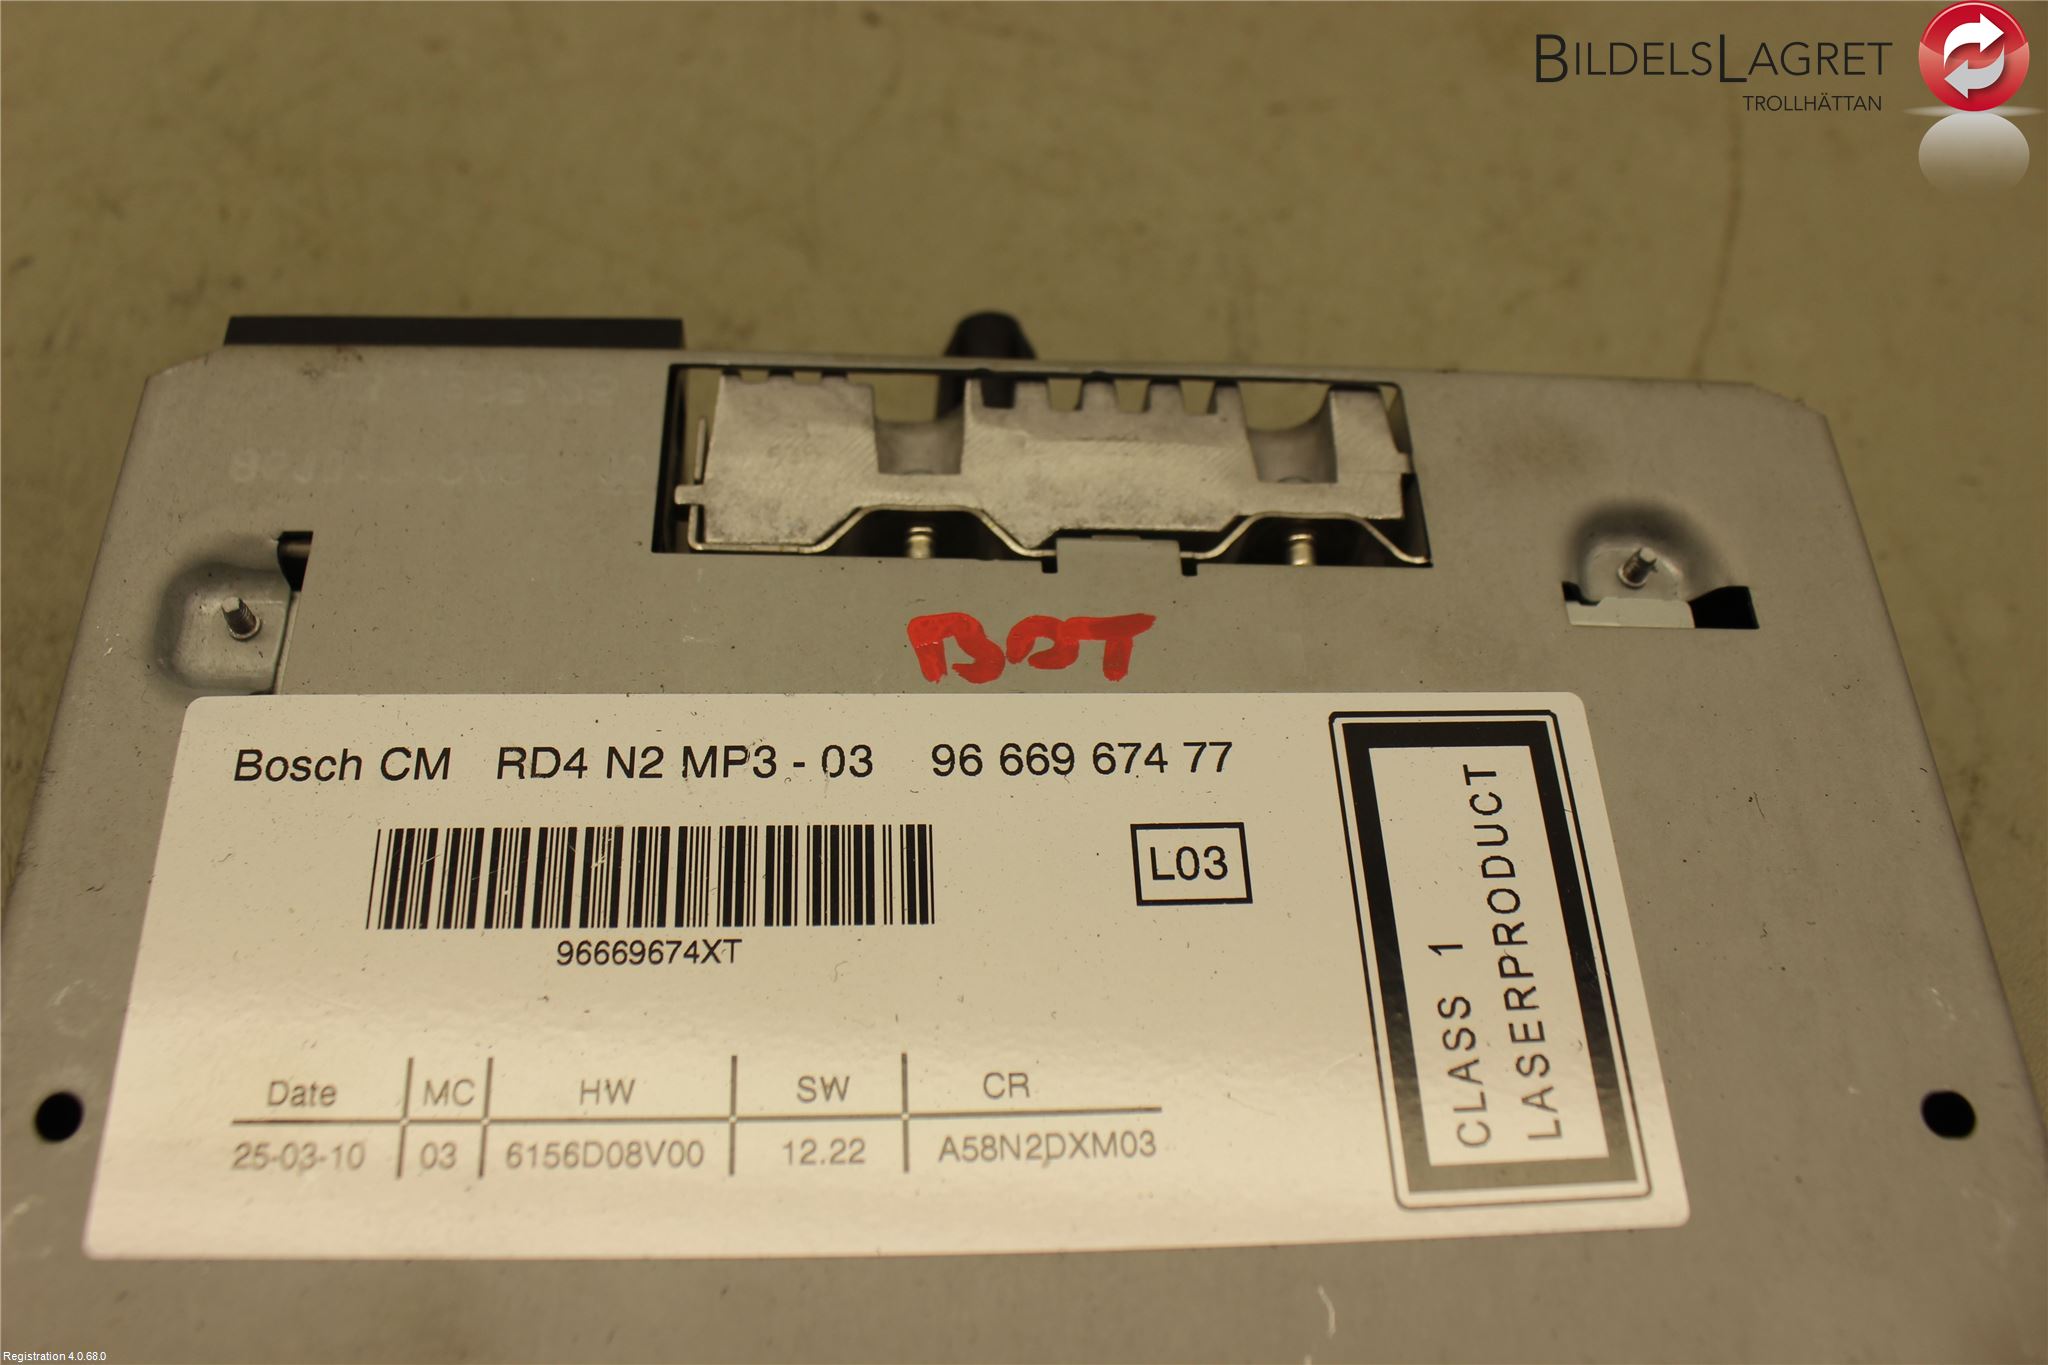 BILDELSLAGRET
TROLLHÄTTAN
BOT
Bosch CM RD4 N2 MP3 - 03 96 669 674 77
L03
96669674XT
CLASS 1
LASERPRODUCT
Date MC HW SW CR
25-03-10 03 6156D08V00 12.22 A58N2DXM03
Registration 4.0.68.0